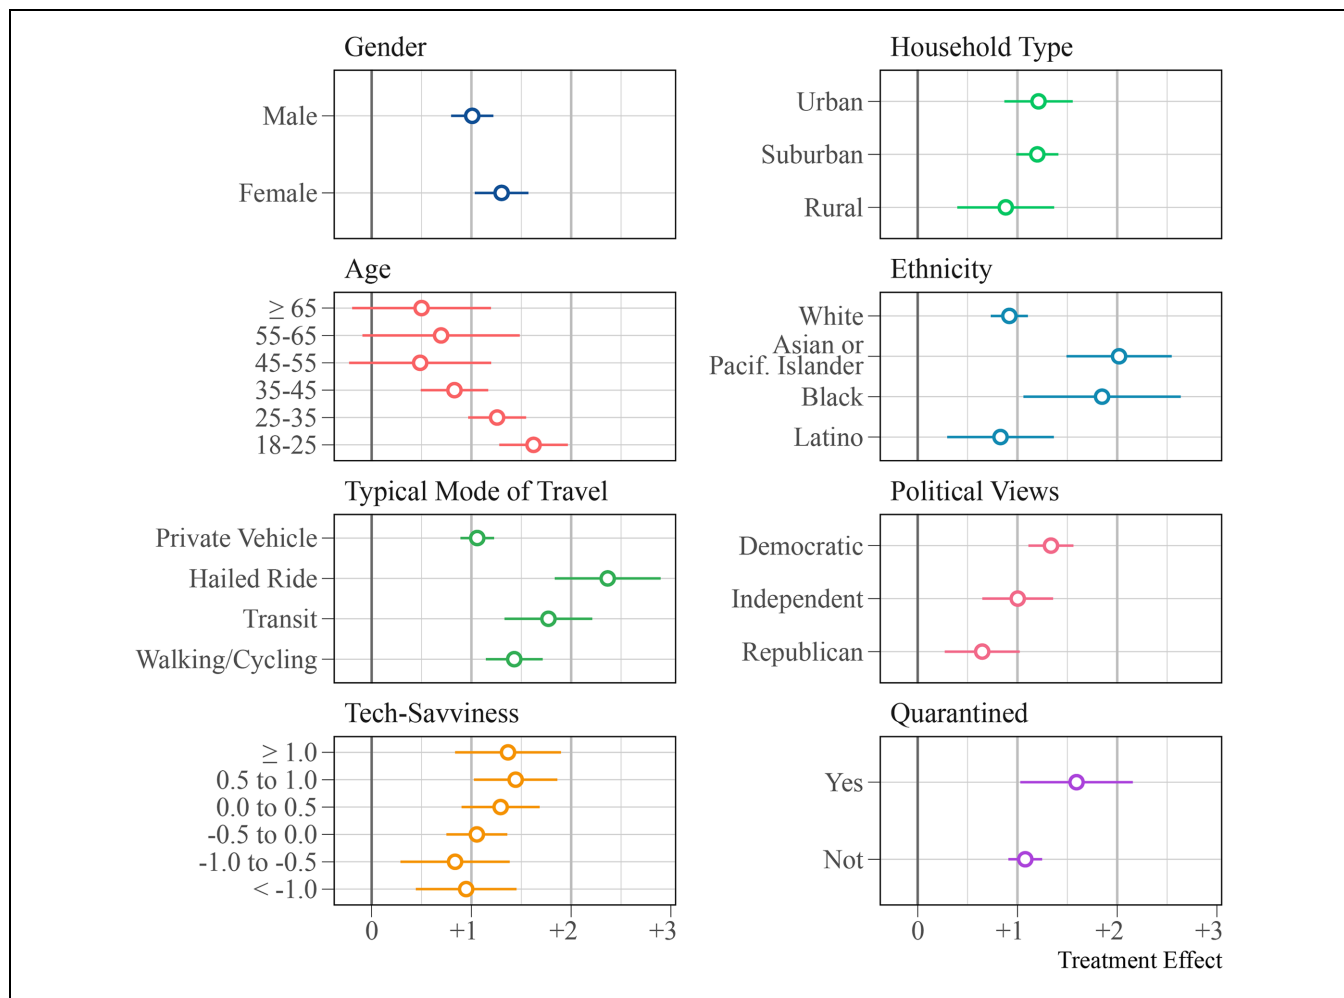 Gender
Male
Female
Household Type
Urban
Suburban
Rural
Age
≥ 65
55-65
45-55
35-45
25-35
18-25
Ethnicity
White
Asian or
Pacif. Islander
Black
Latino
Typical Mode of Travel
Private Vehicle
Hailed Ride
Transit
Walking/Cycling
Political Views
Democratic
Independent
Republican
Tech-Savviness
≥ 1.0
0.5 to 1.0
0.0 to 0.5
-0.5 to 0.0
-1.0 to -0.5
< -1.0
0 +1 +2 +3
Quarantined
Yes
Not
0 +1 +2 +3
Treatment Effect